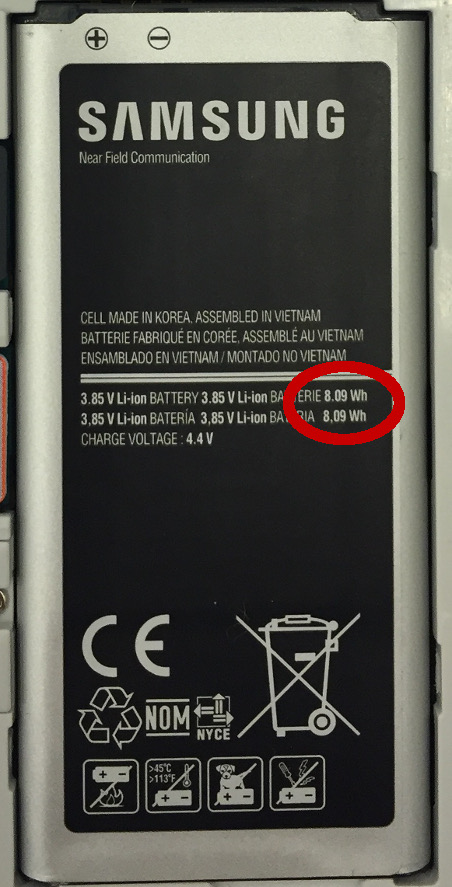 SAMSUNG
Near Field Communication
CELL MADE IN KOREA, ASSEMBLED IN VIETNAM
BATTERIE FABRIQUÉ EN CORÉE, ASSEMBLÉ AU VIETNAM
ENSAMBLADO EN VIETNAM / MONTADO NO VIETNAM
3.85 V Li-ion BATTERY 3.85 V Li-ion BATTERIE 8.09 Wh
3,85 V Li-ion BATERÍA 3,85 V Li-ion BATERIA 8,09 Wh
CHARGE VOLTAGE : 4.4 V
CE
NOM
NYCE
>45°C
>113°F